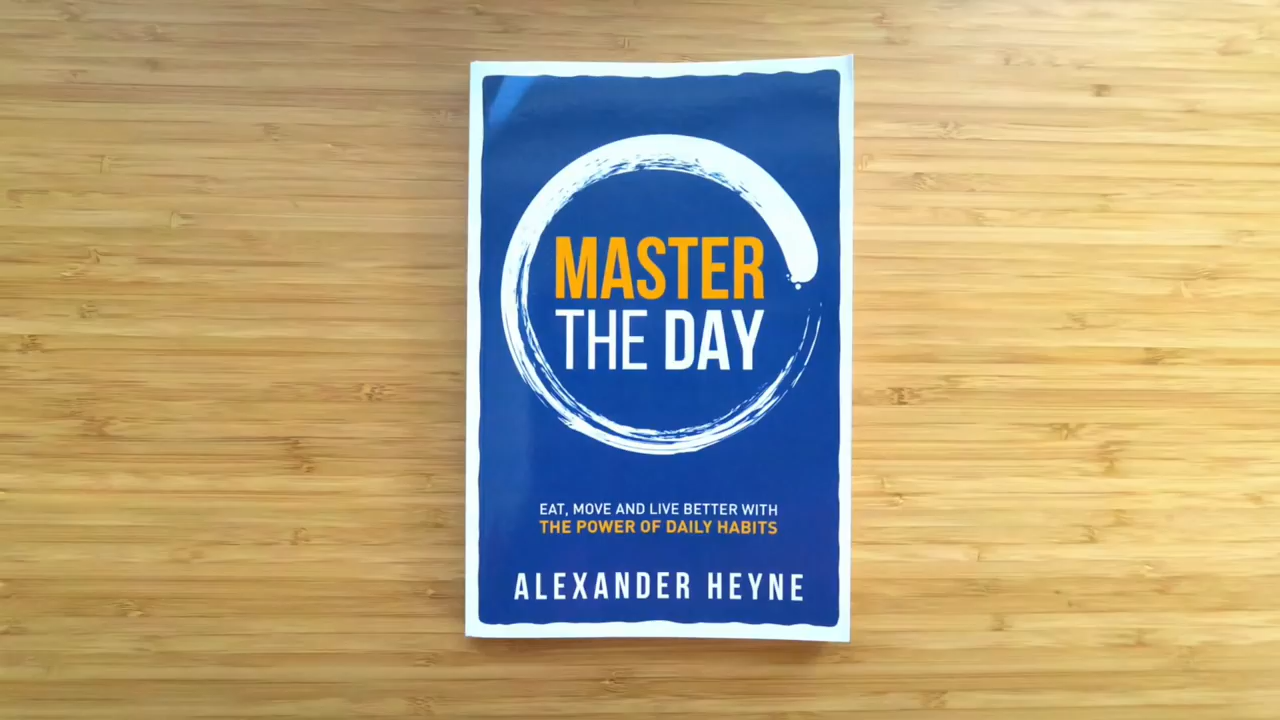 MASTER
THE DAY
EAT, MOVE AND LIVE BETTER WITH
THE POWER OF DAILY HABITS
ALEXANDER HEYNE